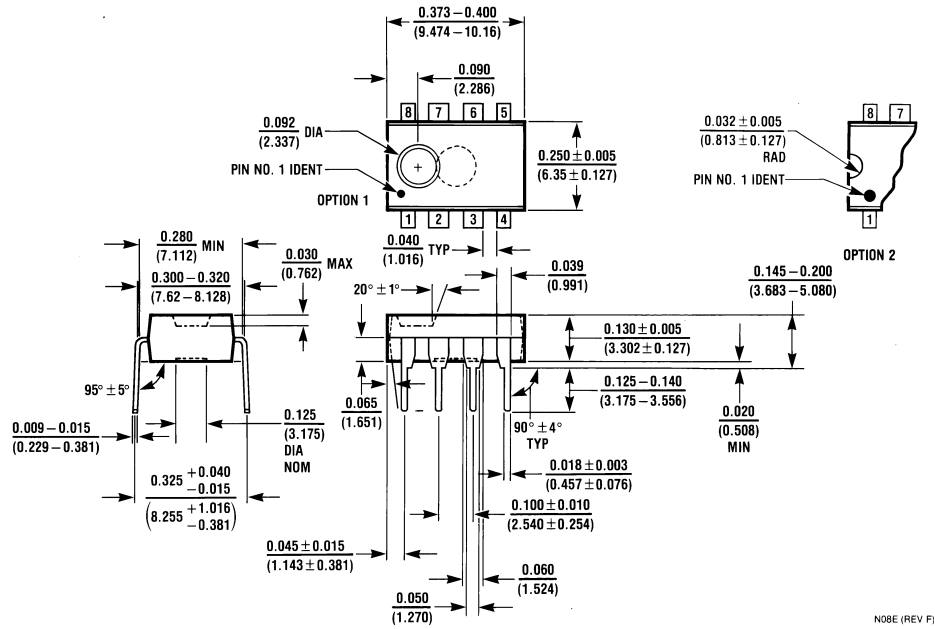 0.373–0.400
(9.474–10.16)
0.090
(2.286)
8 7 6 5
0.092 DIA
(2.337)
PIN NO. 1 IDENT
OPTION 1
1 2 3 4
0.250 ± 0.005
(6.35 ± 0.127)
8 7
0.032 ± 0.005
(0.813 ± 0.127)
RAD
PIN NO. 1 IDENT
1
OPTION 2
0.280 MIN
(7.112)
0.300–0.320
(7.62–8.128)
0.030 MAX
(0.762)
0.040 TYP
(1.016)
0.039
(0.991)
20° ± 1°
0.145–0.200
(3.683–5.080)
0.130 ± 0.005
(3.302 ± 0.127)
0.125–0.140
(3.175–3.556)
0.020
(0.508)
MIN
95° ± 5°
0.009–0.015
(0.229–0.381)
0.125
(3.175)
DIA
NOM
0.065
(1.651)
90° ± 4°
TYP
0.018 ± 0.003
(0.457 ± 0.076)
0.325 +0.040
–0.015
(8.255 +1.016
–0.381)
0.100 ± 0.010
(2.540 ± 0.254)
0.045 ± 0.015
(1.143 ± 0.381)
0.060
(1.524)
0.050
(1.270)
N08E (REV F)